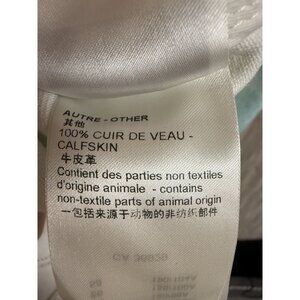 AUTRE - OTHER
其他
100% CUIR DE VEAU -
CALFSKIN
牛皮革
Contient des parties non textiles
d'origine animale - contains
non-textile parts of animal origin
一包括来源于动物的非纺织部件